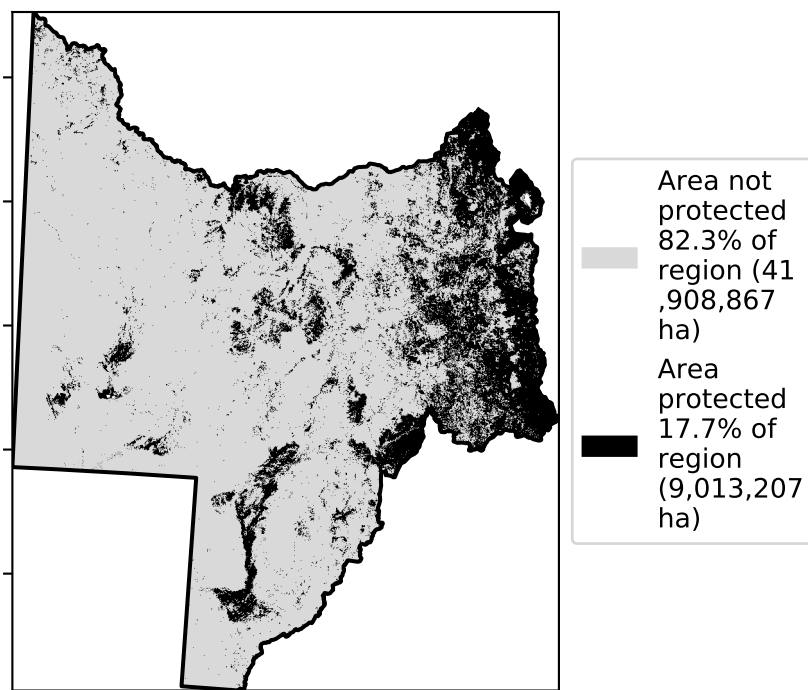 Area not
protected
82.3% of
region (41
,908,867
ha)
Area
protected
17.7% of
region
(9,013,207
ha)